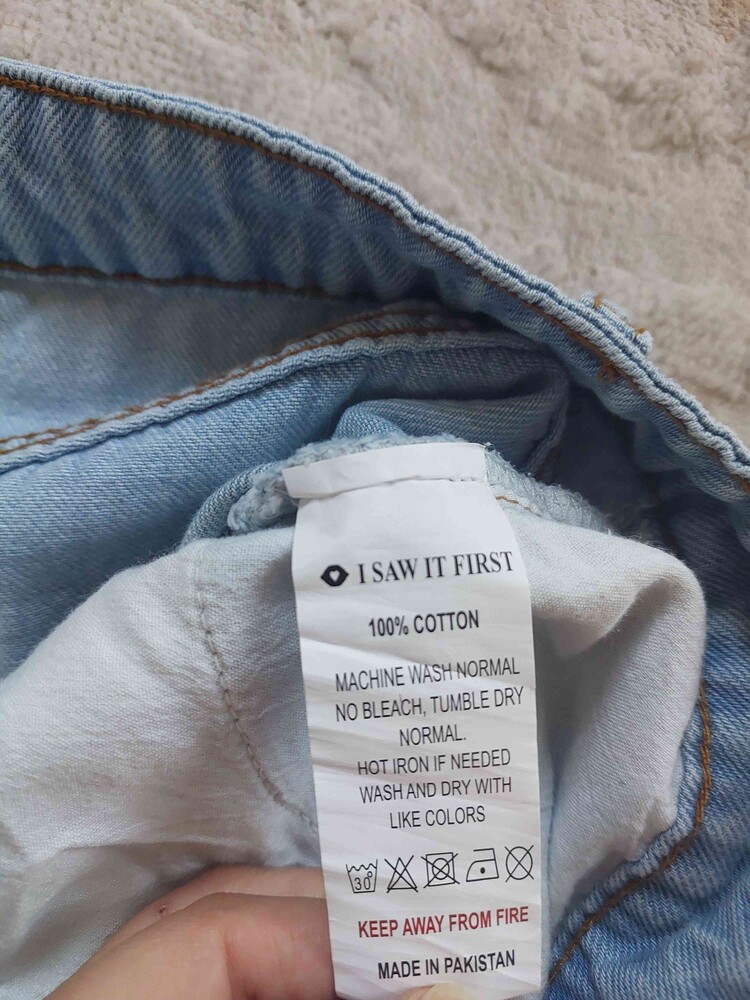 I SAW IT FIRST
100% COTTON
MACHINE WASH NORMAL
NO BLEACH, TUMBLE DRY
NORMAL.
HOT IRON IF NEEDED
WASH AND DRY WITH
LIKE COLORS
30°
KEEP AWAY FROM FIRE
MADE IN PAKISTAN